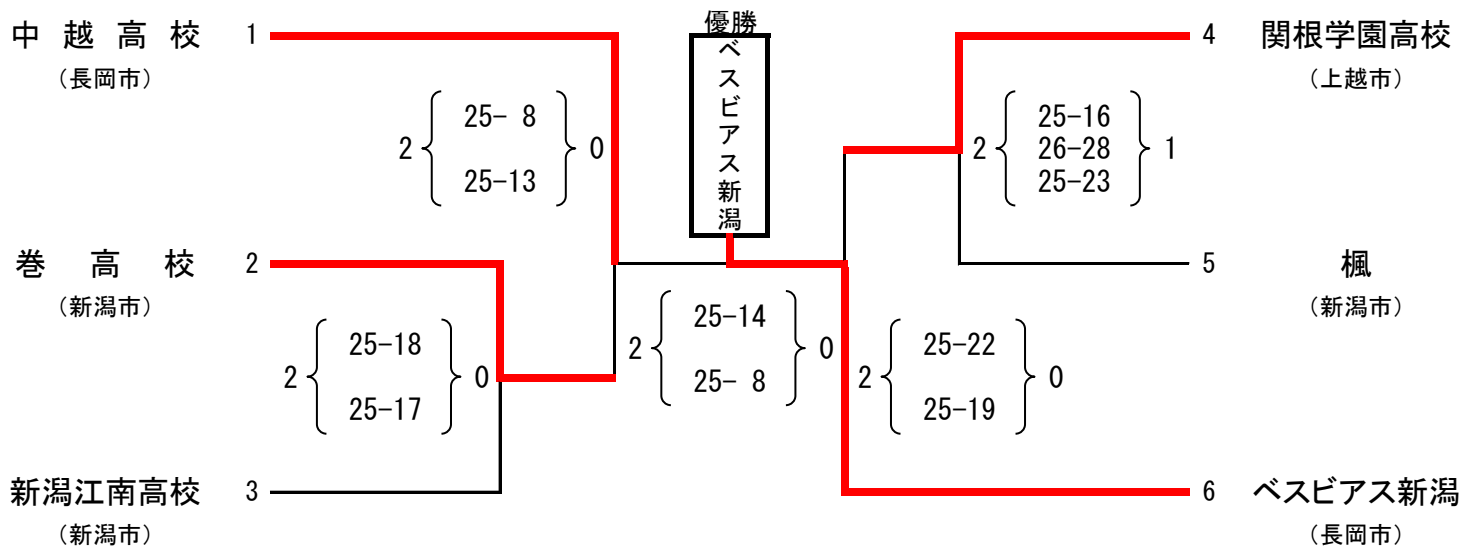 優勝
ベスビアス新潟
中越高校 1
(長岡市)
2 25- 8 0
25-13
巻高校 2
(新潟市)
2 25-18 0
25-17
新潟江南高校 3
(新潟市)
2 25-14 0
25- 8
4 関根学園高校
(上越市)
25-16
2 26-28 1
25-23
5 楓
(新潟市)
2 25-22 0
25-19
6 ベスビアス新潟
(長岡市)